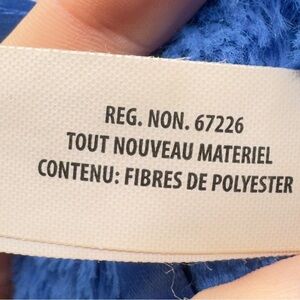 REG. NON. 67226
TOUT NOUVEAU MATERIEL
CONTENU: FIBRES DE POLYESTER